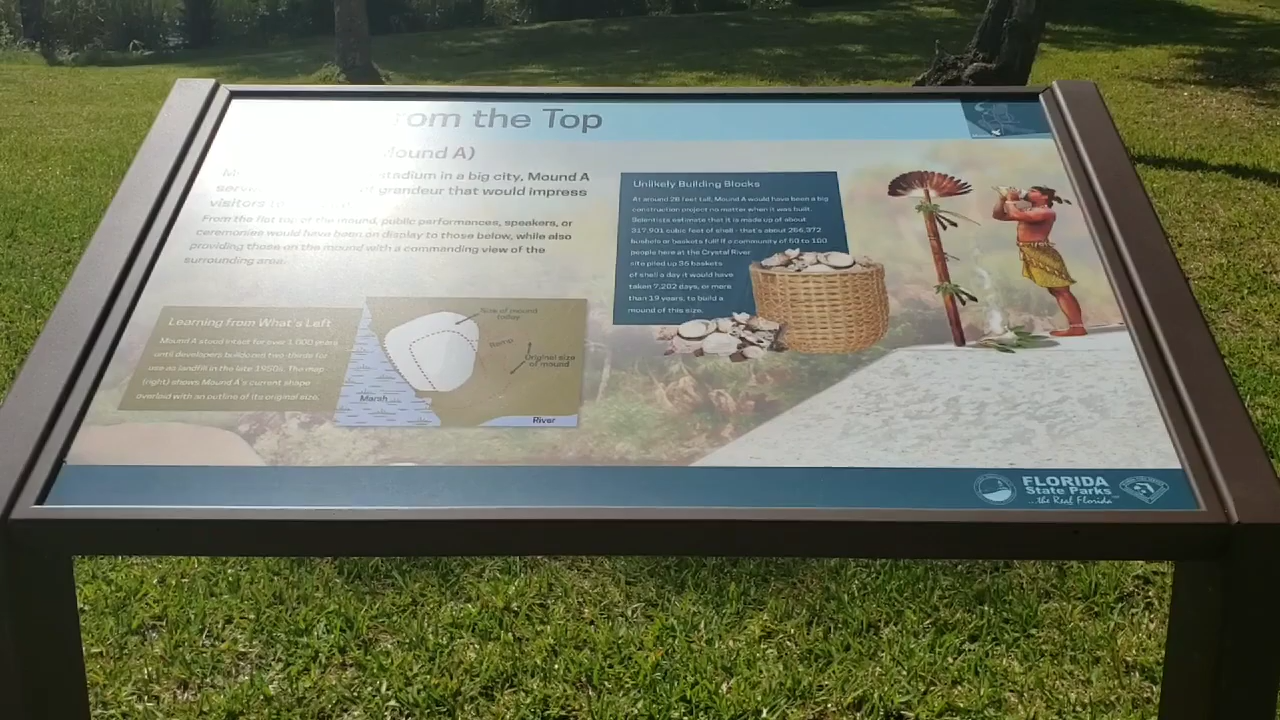 om the Top
ound A)
tadium in a big city, Mound A
serv f grandeur that would impress
visitors to
From the flat top of the mound, public performances, speakers, or
ceremonies would have been on display to those below, while also
providing those on the mound with a commanding view of the
surrounding area.
Learning from What's Left
Mound A stood intact for over 1,000 years
until developers bulldozed two-thirds for
use as landfill in the late 1950s. The map
(right) shows Mound A's current shape
overlaid with an outline of its original size.
Size of mound
today
Ramp
Original size
of mound
Marsh
River
Unlikely Building Blocks
At around 28 feet tall, Mound A would have been a big
construction project no matter when it was built.
Scientists estimate that it is made up of about
317,901 cubic feet of shell - that's about 256,372
bushels or baskets full! If a community of 50 to 100
people here at the Crystal River
site piled up 35 baskets
of shell a day it would have
taken 7,202 days, or more
than 19 years, to build a
mound of this size.
FLORIDA
State Parks
...the Real Florida